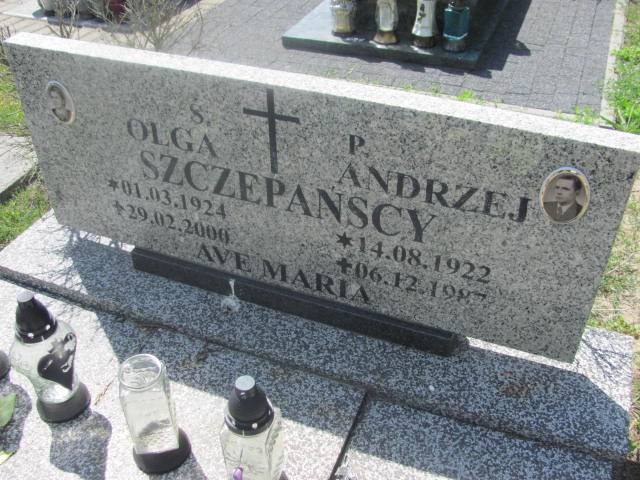 Ś. P.
OLGA ANDRZEJ
SZCZEPAŃSCY
*01.03.1924 *14.08.1922
+29.02.2000 +06.12.1987
AVE MARIA